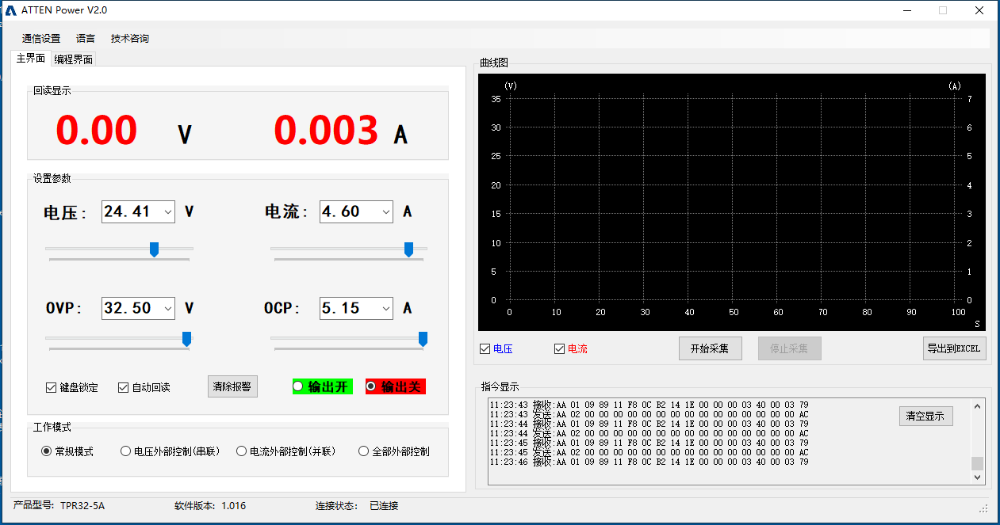 ATTEN Power V2.0
通信设置 语言 技术咨询
主界面 编程界面
回读显示
0.00 V 0.003 A
设置参数
电压: 24.41 V 电流: 4.60 A
OVP: 32.50 V OCP: 5.15 A
键盘锁定 自动回读 清除报警 输出开 输出关
工作模式
常规模式 电压外部控制(串联) 电流外部控制(并联) 全部外部控制
曲线图
(V) (A)
35 7
30 6
25 5
20 4
15 3
10 2
5 1
0 0
0 10 20 30 40 50 60 70 80 90 100
S
电压 电流 开始采集 停止采集 导出到EXCEL
指令显示
11:23:43 接收:AA 01 09 89 11 F8 0C B2 14 1E 00 00 00 03 40 00 03 79
11:23:43 发送:AA 02 00 00 00 00 00 00 00 00 00 00 00 00 00 00 00 AC
11:23:44 接收:AA 01 09 89 11 F8 0C B2 14 1E 00 00 00 03 40 00 03 79
11:23:44 发送:AA 02 00 00 00 00 00 00 00 00 00 00 00 00 00 00 00 AC
11:23:45 接收:AA 01 09 89 11 F8 0C B2 14 1E 00 00 00 03 40 00 03 79
11:23:45 发送:AA 02 00 00 00 00 00 00 00 00 00 00 00 00 00 00 00 AC
11:23:46 接收:AA 01 09 89 11 F8 0C B2 14 1E 00 00 00 03 40 00 03 79
清空显示
产品型号: TPR32-5A 软件版本: 1.016 连接状态: 已连接